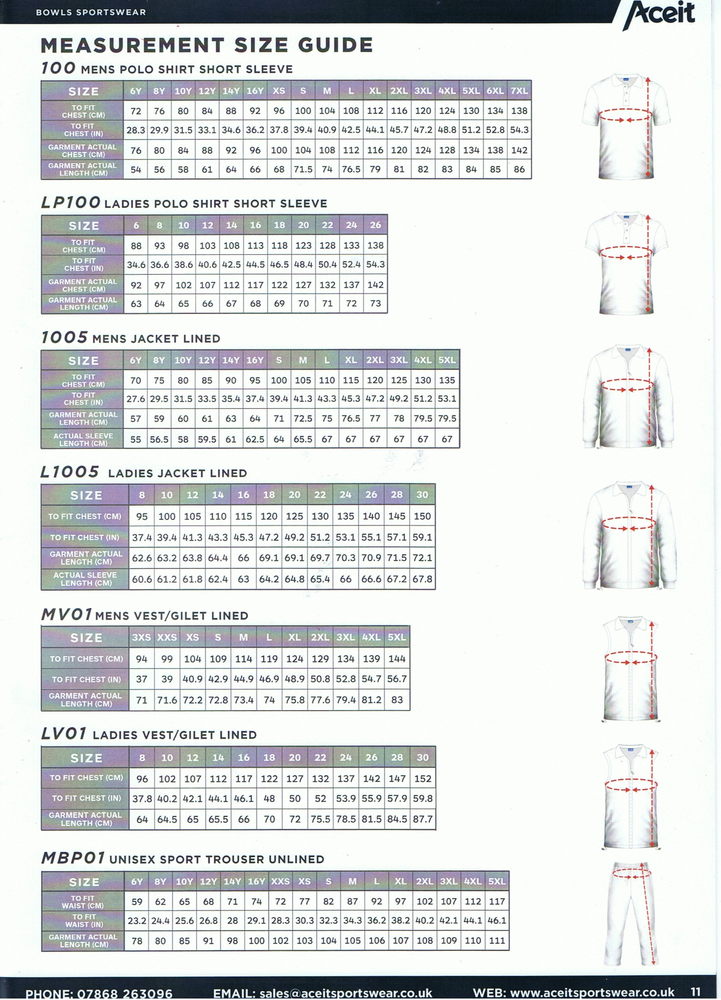 BOWLS SPORTSWEAR
Aceit
MEASUREMENT SIZE GUIDE
100 MENS POLO SHIRT SHORT SLEEVE
SIZE 6Y 8Y 10Y 12Y 14Y 16Y XS S M L XL 2XL 3XL 4XL 5XL 6XL 7XL
TO FIT
CHEST (CM) 72 76 80 84 88 92 96 100 104 108 112 116 120 124 130 134 138
TO FIT
CHEST (IN) 28.3 29.9 31.5 33.1 34.6 36.2 37.8 39.4 40.9 42.5 44.1 45.7 47.2 48.8 51.2 52.8 54.3
GARMENT ACTUAL
CHEST (CM) 76 80 84 88 92 96 100 104 108 112 116 120 124 128 134 138 142
GARMENT ACTUAL
LENGTH (CM) 54 56 58 61 64 66 68 71.5 74 76.5 79 81 82 83 84 85 86
LP100 LADIES POLO SHIRT SHORT SLEEVE
SIZE 6 8 10 12 14 16 18 20 22 24 26
TO FIT
CHEST (CM) 88 93 98 103 108 113 118 123 128 133 138
TO FIT
CHEST (IN) 34.6 36.6 38.6 40.6 42.5 44.5 46.5 48.4 50.4 52.4 54.3
GARMENT ACTUAL
CHEST (CM) 92 97 102 107 112 117 122 127 132 137 142
GARMENT ACTUAL
LENGTH (CM) 63 64 65 66 67 68 69 70 71 72 73
1005 MENS JACKET LINED
SIZE 6Y 8Y 10Y 12Y 14Y 16Y S M L XL 2XL 3XL 4XL 5XL
TO FIT
CHEST (CM) 70 75 80 85 90 95 100 105 110 115 120 125 130 135
TO FIT
CHEST (IN) 27.6 29.5 31.5 33.5 35.4 37.4 39.4 41.3 43.3 45.3 47.2 49.2 51.2 53.1
GARMENT ACTUAL
LENGTH (CM) 57 59 60 61 63 64 71 72.5 75 76.5 77 78 79.5 79.5
ACTUAL SLEEVE
LENGTH (CM) 55 56.5 58 59.5 61 62.5 64 65.5 67 67 67 67 67 67
L1005 LADIES JACKET LINED
SIZE 8 10 12 14 16 18 20 22 24 26 28 30
TO FIT CHEST (CM) 95 100 105 110 115 120 125 130 135 140 145 150
TO FIT CHEST (IN) 37.4 39.4 41.3 43.3 45.3 47.2 49.2 51.2 53.1 55.1 57.1 59.1
GARMENT ACTUAL
LENGTH (CM) 62.6 63.2 63.8 64.4 66 69.1 69.1 69.7 70.3 70.9 71.5 72.1
ACTUAL SLEEVE
LENGTH (CM) 60.6 61.2 61.8 62.4 63 64.2 64.8 65.4 66 66.6 67.2 67.8
MV01 MENS VEST/GILET LINED
SIZE 3XS XXS XS S M L XL 2XL 3XL 4XL 5XL
TO FIT CHEST (CM) 94 99 104 109 114 119 124 129 134 139 144
TO FIT CHEST (IN) 37 39 40.9 42.9 44.9 46.9 48.9 50.8 52.8 54.7 56.7
GARMENT ACTUAL
LENGTH (CM) 71 71.6 72.2 72.8 73.4 74 75.8 77.6 79.4 81.2 83
LV01 LADIES VEST/GILET LINED
SIZE 8 10 12 14 16 18 20 22 24 26 28 30
TO FIT CHEST (CM) 96 102 107 112 117 122 127 132 137 142 147 152
TO FIT CHEST (IN) 37.8 40.2 42.1 44.1 46.1 48 50 52 53.9 55.9 57.9 59.8
GARMENT ACTUAL
LENGTH (CM) 64 64.5 65 65.5 66 70 72 75.5 78.5 81.5 84.5 87.7
MBP01 UNISEX SPORT TROUSER UNLINED
SIZE 6Y 8Y 10Y 12Y 14Y 16Y XXS XS S M L XL 2XL 3XL 4XL 5XL
TO FIT
WAIST (CM) 59 62 65 68 71 74 72 77 82 87 92 97 102 107 112 117
TO FIT
WAIST (IN) 23.2 24.4 25.6 26.8 28 29.1 28.3 30.3 32.3 34.3 36.2 38.2 40.2 42.1 44.1 46.1
GARMENT ACTUAL
LENGTH (CM) 78 80 85 91 98 100 102 103 104 105 106 107 108 109 110 111
PHONE: 07868 263096 EMAIL: sales@aceitsportswear.co.uk WEB: www.aceitsportswear.co.uk 11